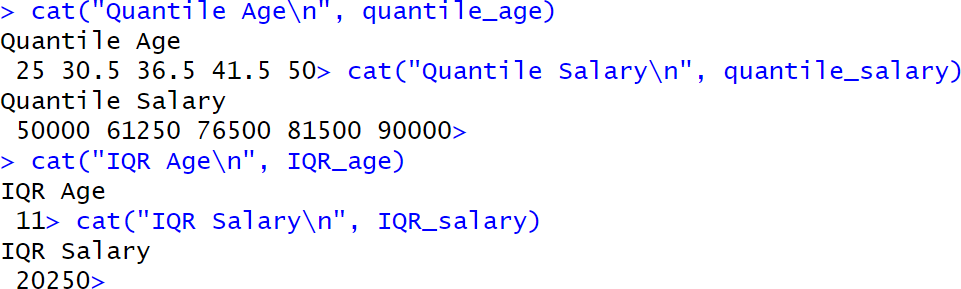 > cat("Quantile Age\n", quantile_age)
Quantile Age
 25 30.5 36.5 41.5 50> cat("Quantile Salary\n", quantile_salary)
Quantile Salary
 50000 61250 76500 81500 90000>
> cat("IQR Age\n", IQR_age)
IQR Age
 11> cat("IQR Salary\n", IQR_salary)
IQR Salary
 20250>